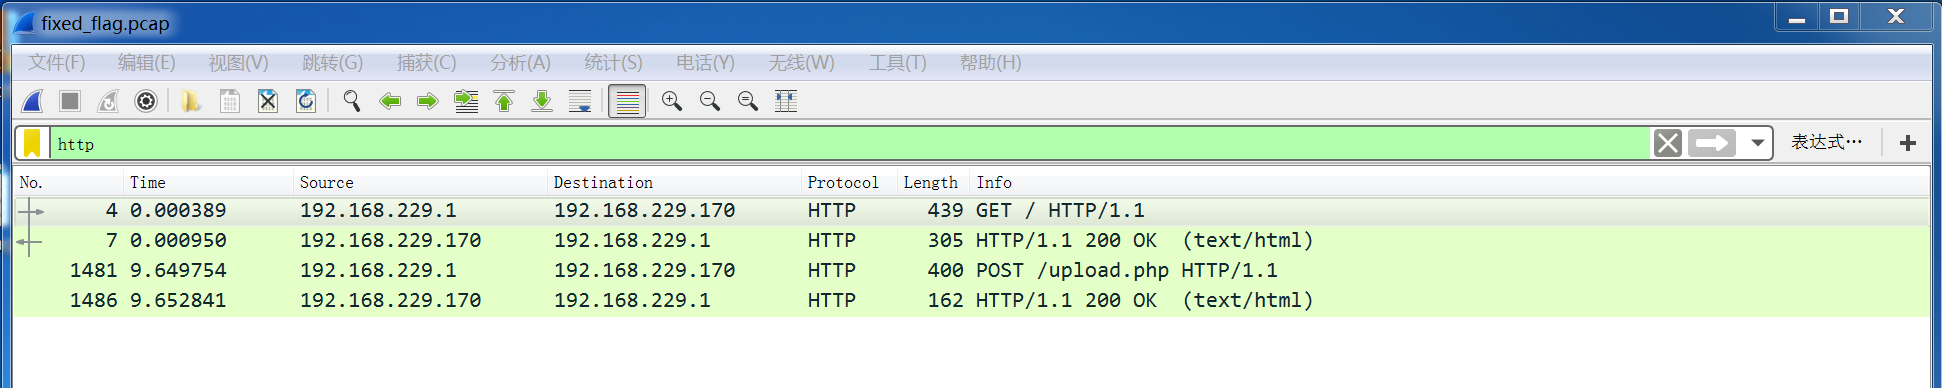 fixed_flag.pcap
文件(F) 编辑(E) 视图(V) 跳转(G) 捕获(C) 分析(A) 统计(S) 电话(Y) 无线(W) 工具(T) 帮助(H)
http 表达式…
No. Time Source Destination Protocol Length Info
4 0.000389 192.168.229.1 192.168.229.170 HTTP 439 GET / HTTP/1.1
7 0.000950 192.168.229.170 192.168.229.1 HTTP 305 HTTP/1.1 200 OK (text/html)
1481 9.649754 192.168.229.1 192.168.229.170 HTTP 400 POST /upload.php HTTP/1.1
1486 9.652841 192.168.229.170 192.168.229.1 HTTP 162 HTTP/1.1 200 OK (text/html)